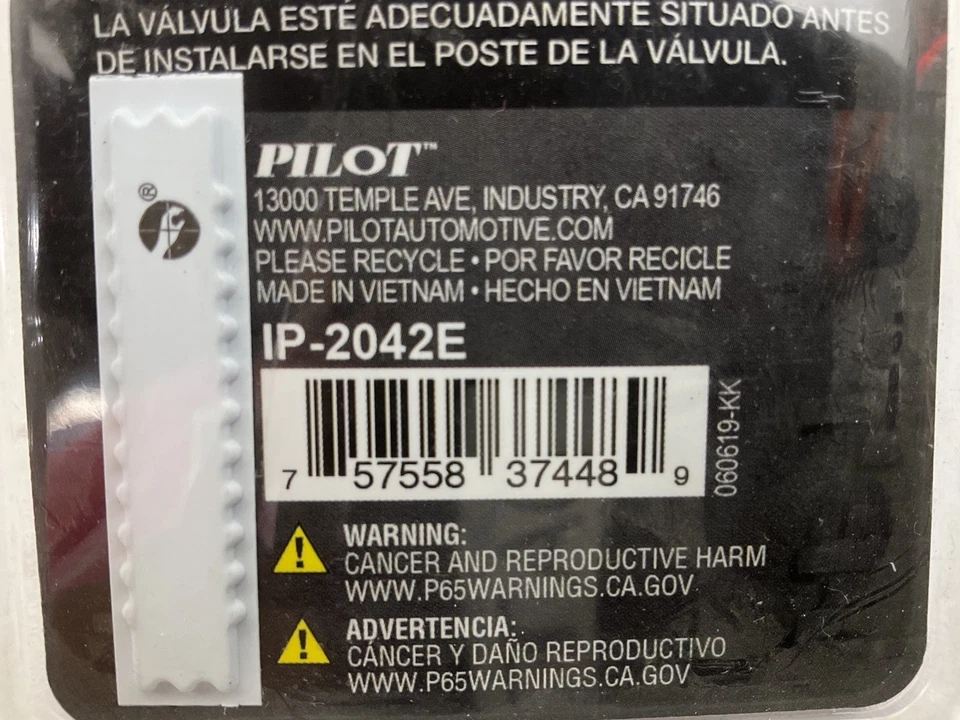 LA VÁLVULA ESTÉ ADECUADAMENTE SITUADO ANTES
DE INSTALARSE EN EL POSTE DE LA VÁLVULA.
PILOT™
13000 TEMPLE AVE, INDUSTRY, CA 91746
WWW.PILOTAUTOMOTIVE.COM
PLEASE RECYCLE • POR FAVOR RECICLE
MADE IN VIETNAM • HECHO EN VIETNAM
IP-2042E
7 57558 37448 9
060619-KK
®
WARNING:
CANCER AND REPRODUCTIVE HARM
WWW.P65WARNINGS.CA.GOV
ADVERTENCIA:
CÁNCER Y DAÑO REPRODUCTIVO
WWW.P65WARNINGS.CA.GOV